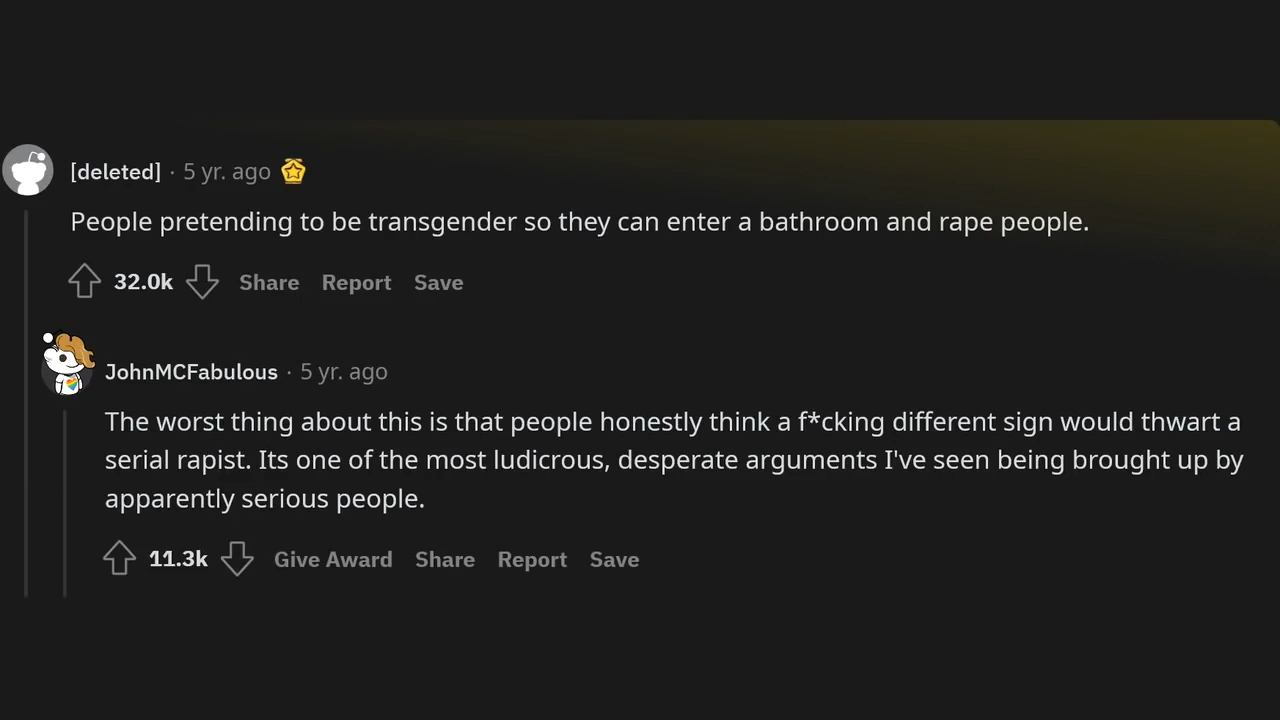 [deleted] · 5 yr. ago
People pretending to be transgender so they can enter a bathroom and rape people.
32.0k Share Report Save
JohnMCFabulous · 5 yr. ago
The worst thing about this is that people honestly think a f*cking different sign would thwart a
serial rapist. Its one of the most ludicrous, desperate arguments I've seen being brought up by
apparently serious people.
11.3k Give Award Share Report Save